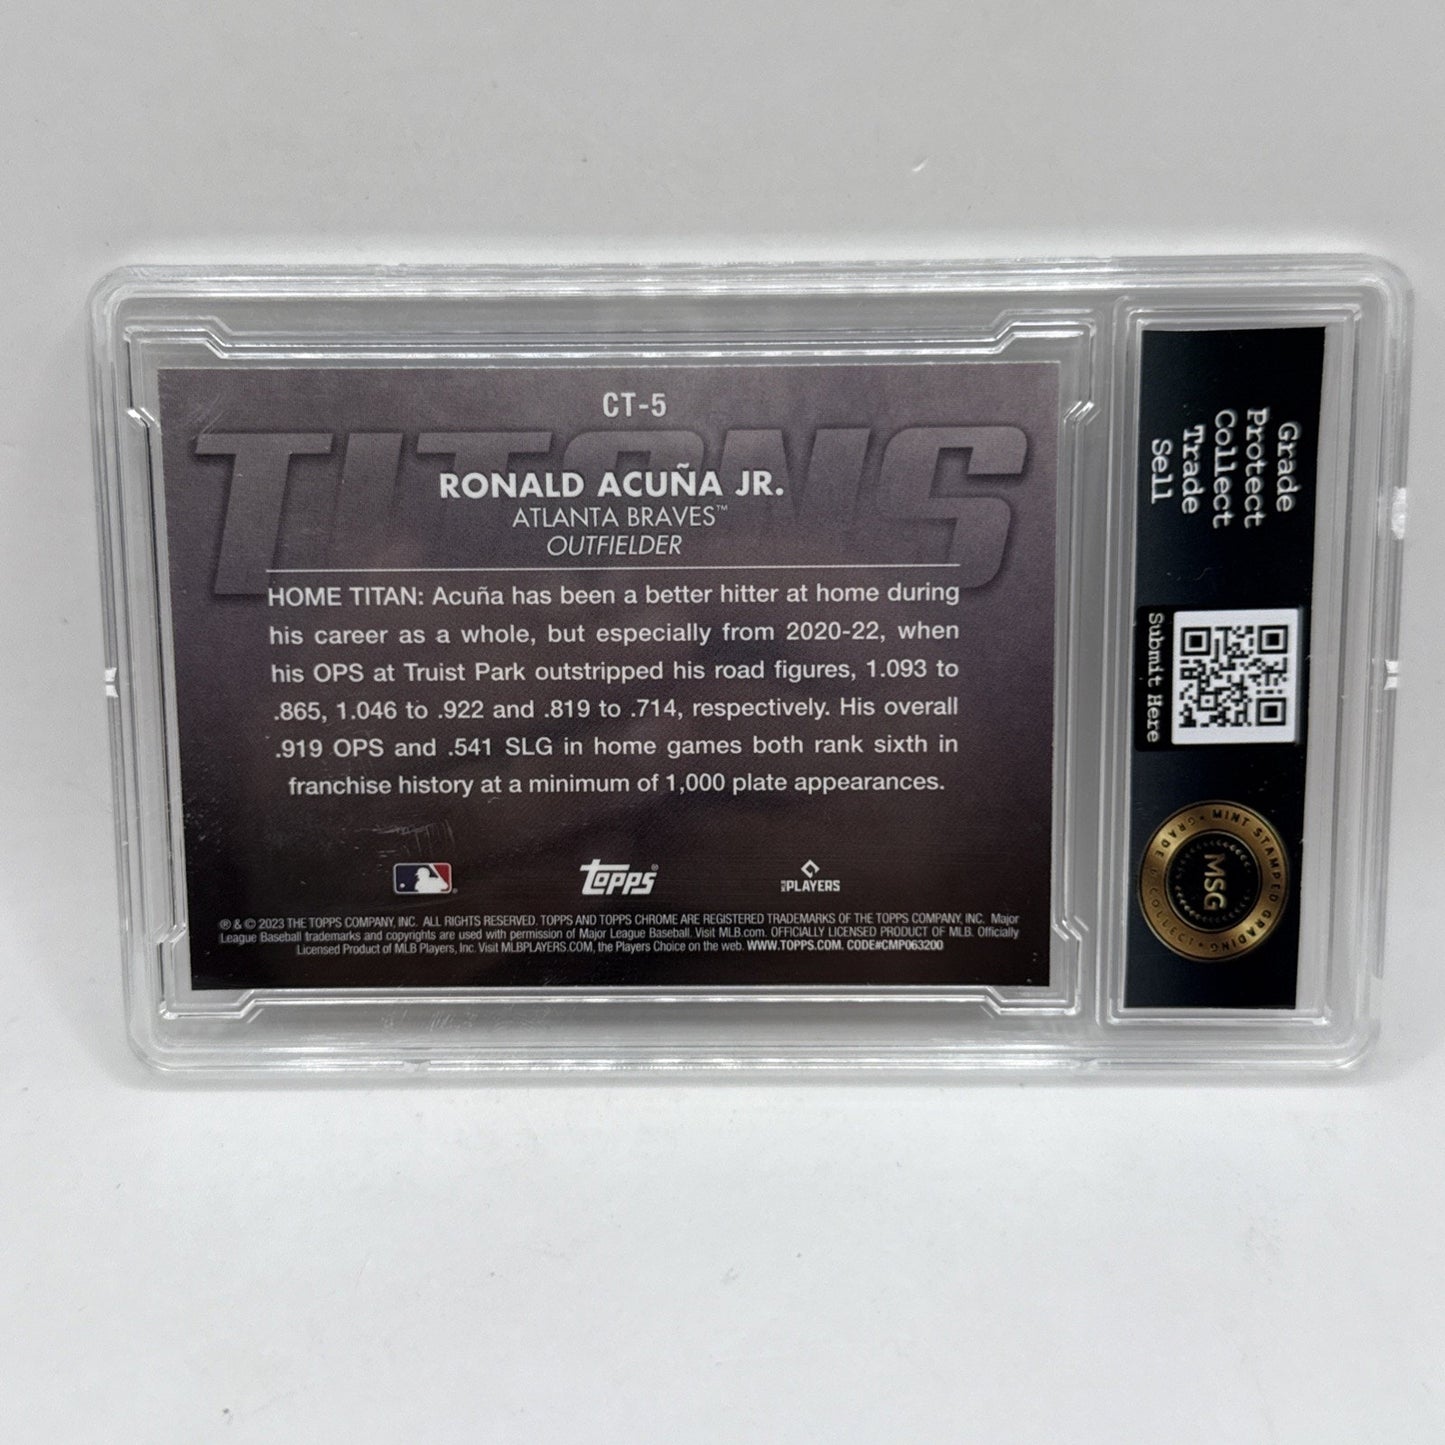 CT-5
TITANS
RONALD ACUÑA JR.
ATLANTA BRAVES™
OUTFIELDER
HOME TITAN: Acuña has been a better hitter at home during
his career as a whole, but especially from 2020-22, when
his OPS at Truist Park outstripped his road figures, 1.093 to
.865, 1.046 to .922 and .819 to .714, respectively. His overall
.919 OPS and .541 SLG in home games both rank sixth in
franchise history at a minimum of 1,000 plate appearances.
Topps®
PLAYERS
® & © 2023 THE TOPPS COMPANY, INC. ALL RIGHTS RESERVED. TOPPS AND TOPPS CHROME ARE REGISTERED TRADEMARKS OF THE TOPPS COMPANY, INC. Major
League Baseball trademarks and copyrights are used with permission of Major League Baseball. Visit MLB.com. OFFICIALLY LICENSED PRODUCT OF MLB. Officially
Licensed Product of MLB Players, Inc. Visit MLBPLAYERS.COM, the Players Choice on the web. WWW.TOPPS.COM. CODE#CMP063200
Grade
Protect
Collect
Trade
Sell
Submit Here
MINT STAMPED GRADING
MSG
GRADE COLLECT